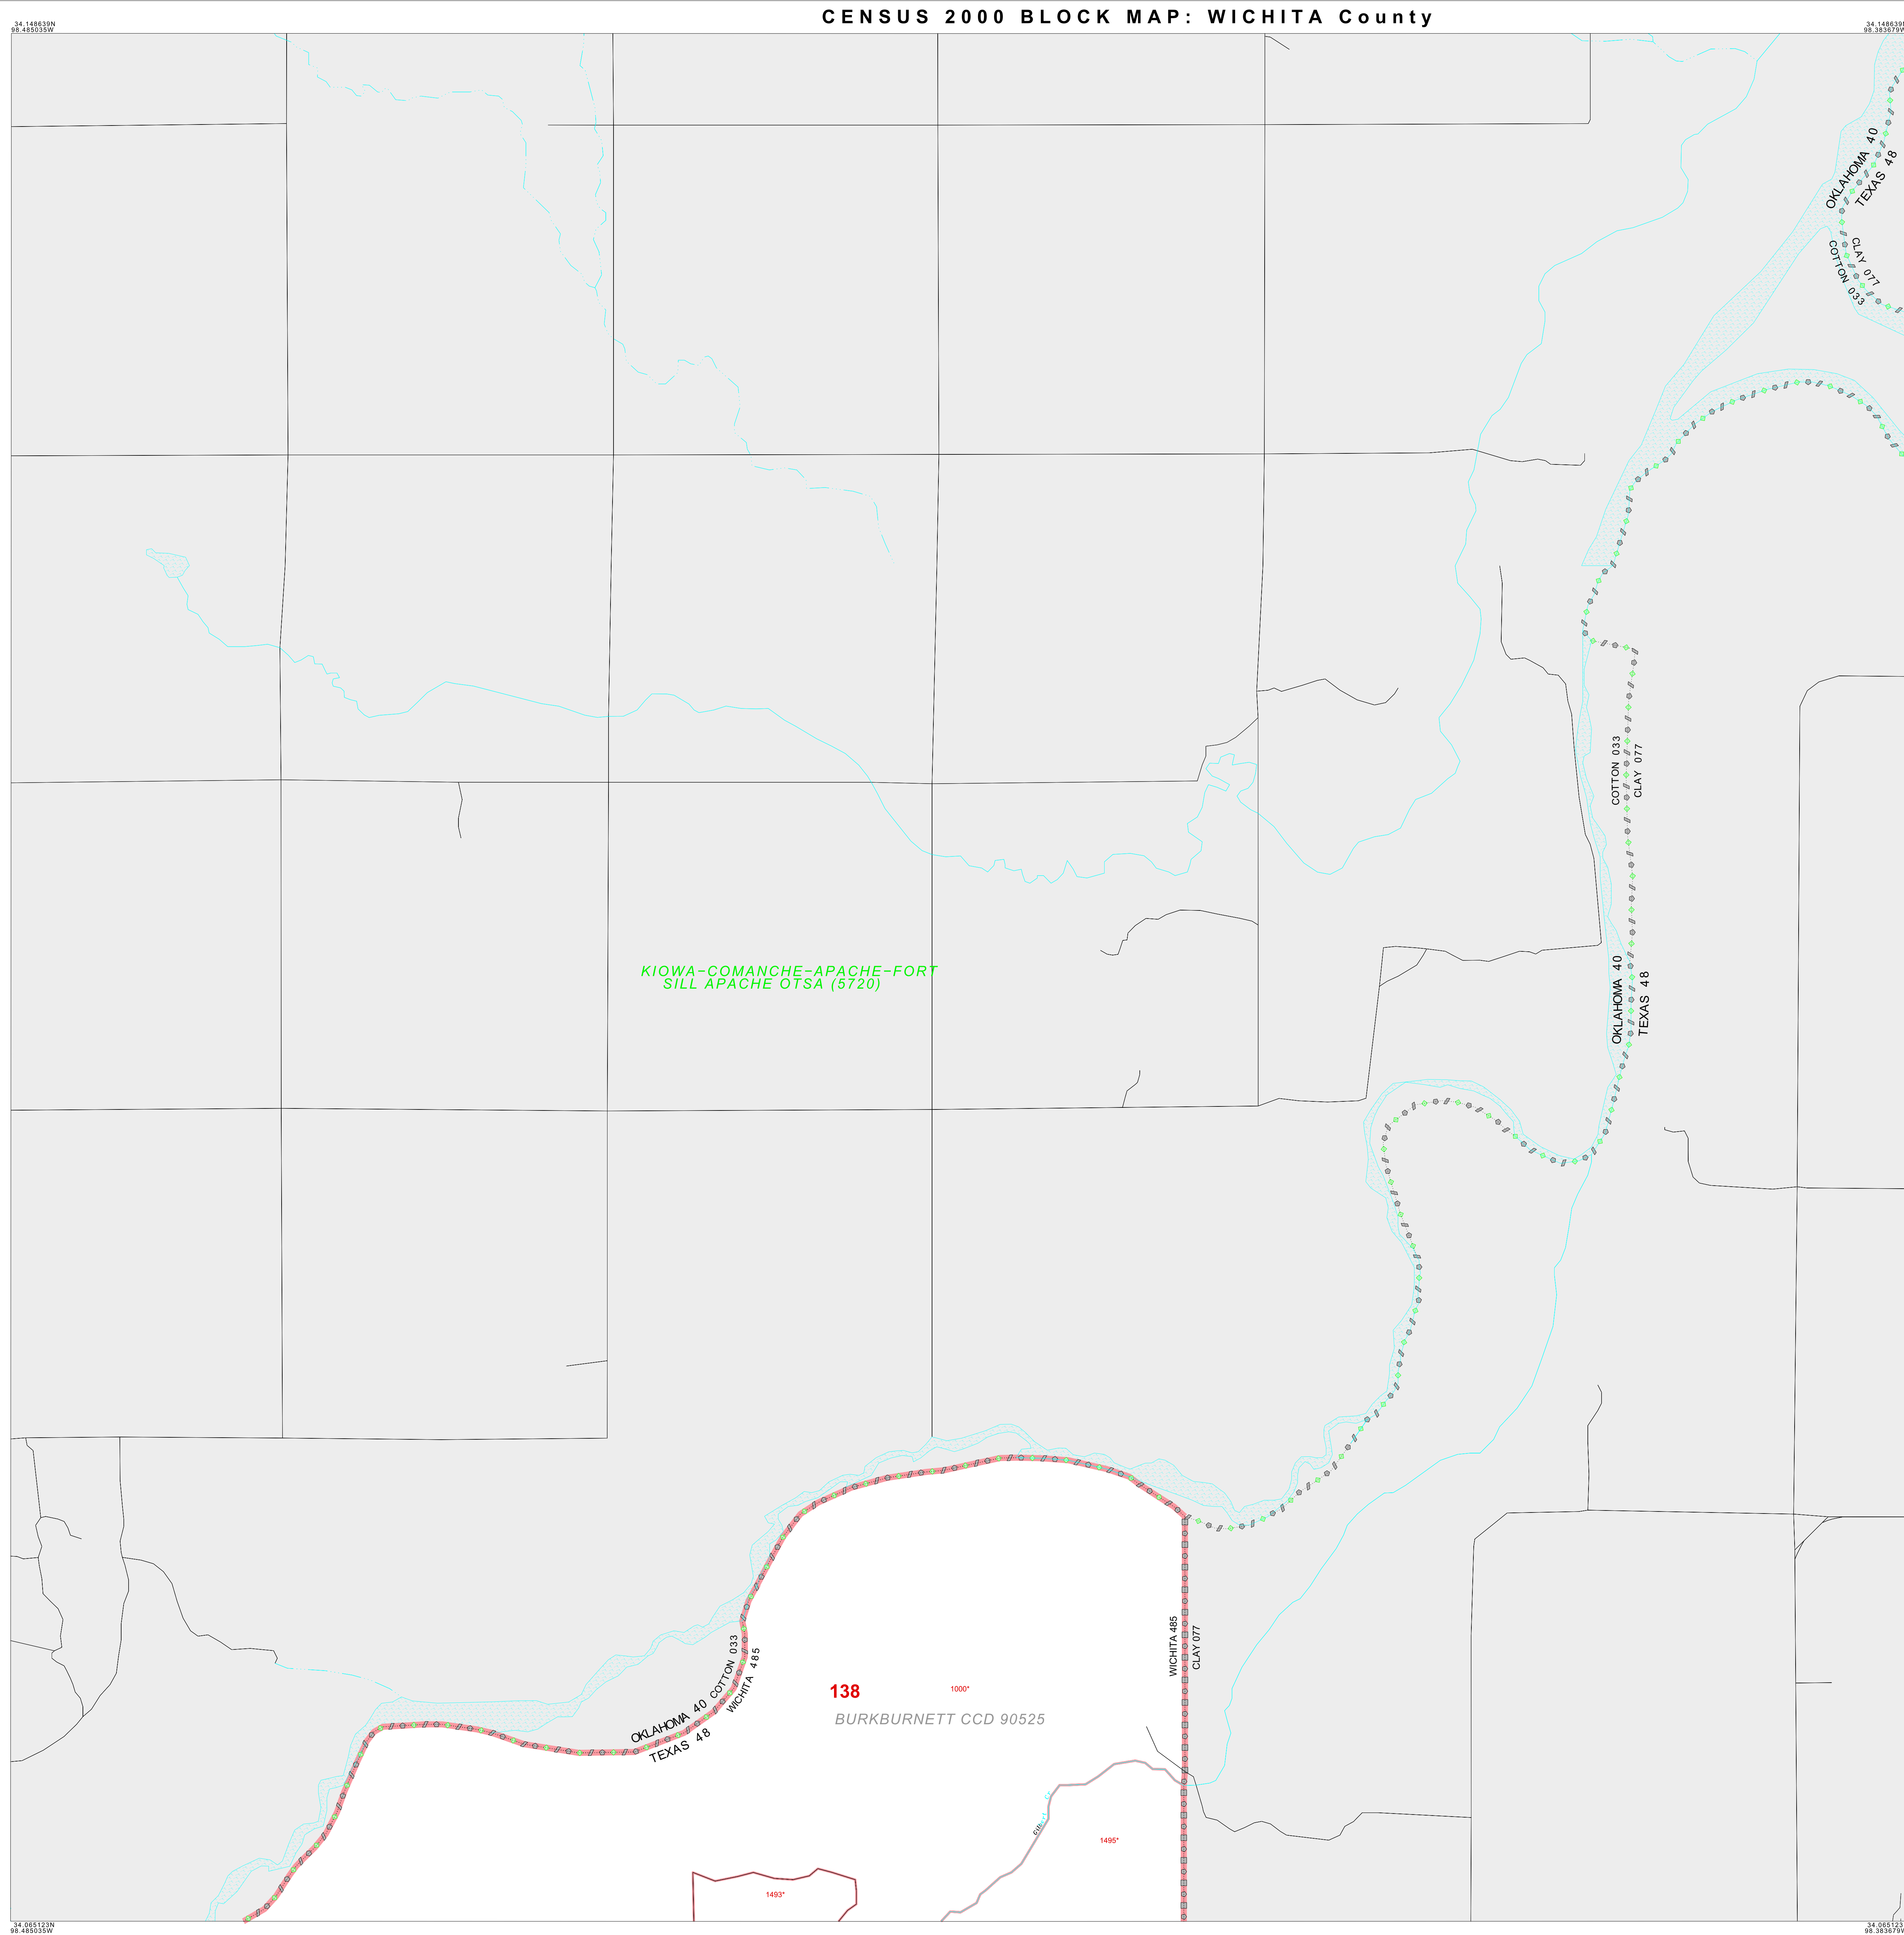 CENSUS 2000 BLOCK MAP: WICHITA County
34.148639N
98.485035W
34.148639N
98.383679W
OKLAHOMA 40
TEXAS 48
CLAY 077
COTTON 033
COTTON 033
CLAY 077
OKLAHOMA 40
TEXAS 48
KIOWA-COMANCHE-APACHE-FORT
SILL APACHE OTSA (5720)
OKLAHOMA 40
TEXAS 48
COTTON 033
WICHITA 485
WICHITA 485
CLAY 077
138
1000*
BURKBURNETT CCD 90525
1495*
1493*
34.065123N
98.485035W
34.065123
98.383679W